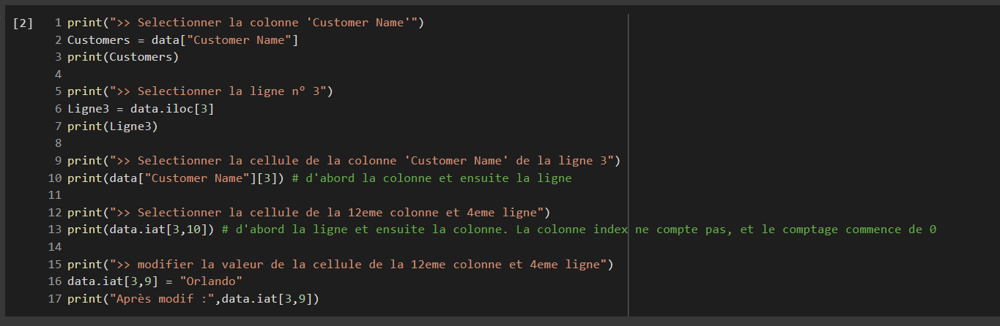 [2] 1 print(">> Selectionner la colonne 'Customer Name'")
2 Customers = data["Customer Name"]
3 print(Customers)
4
5 print(">> Selectionner la ligne n° 3")
6 Ligne3 = data.iloc[3]
7 print(Ligne3)
8
9 print(">> Selectionner la cellule de la colonne 'Customer Name' de la ligne 3")
10 print(data["Customer Name"][3]) # d'abord la colonne et ensuite la ligne
11
12 print(">> Selectionner la cellule de la 12eme colonne et 4eme ligne")
13 print(data.iat[3,10]) # d'abord la ligne et ensuite la colonne. La colonne index ne compte pas, et le comptage commence de 0
14
15 print(">> modifier la valeur de la cellule de la 12eme colonne et 4eme ligne")
16 data.iat[3,9] = "Orlando"
17 print("Après modif :",data.iat[3,9])